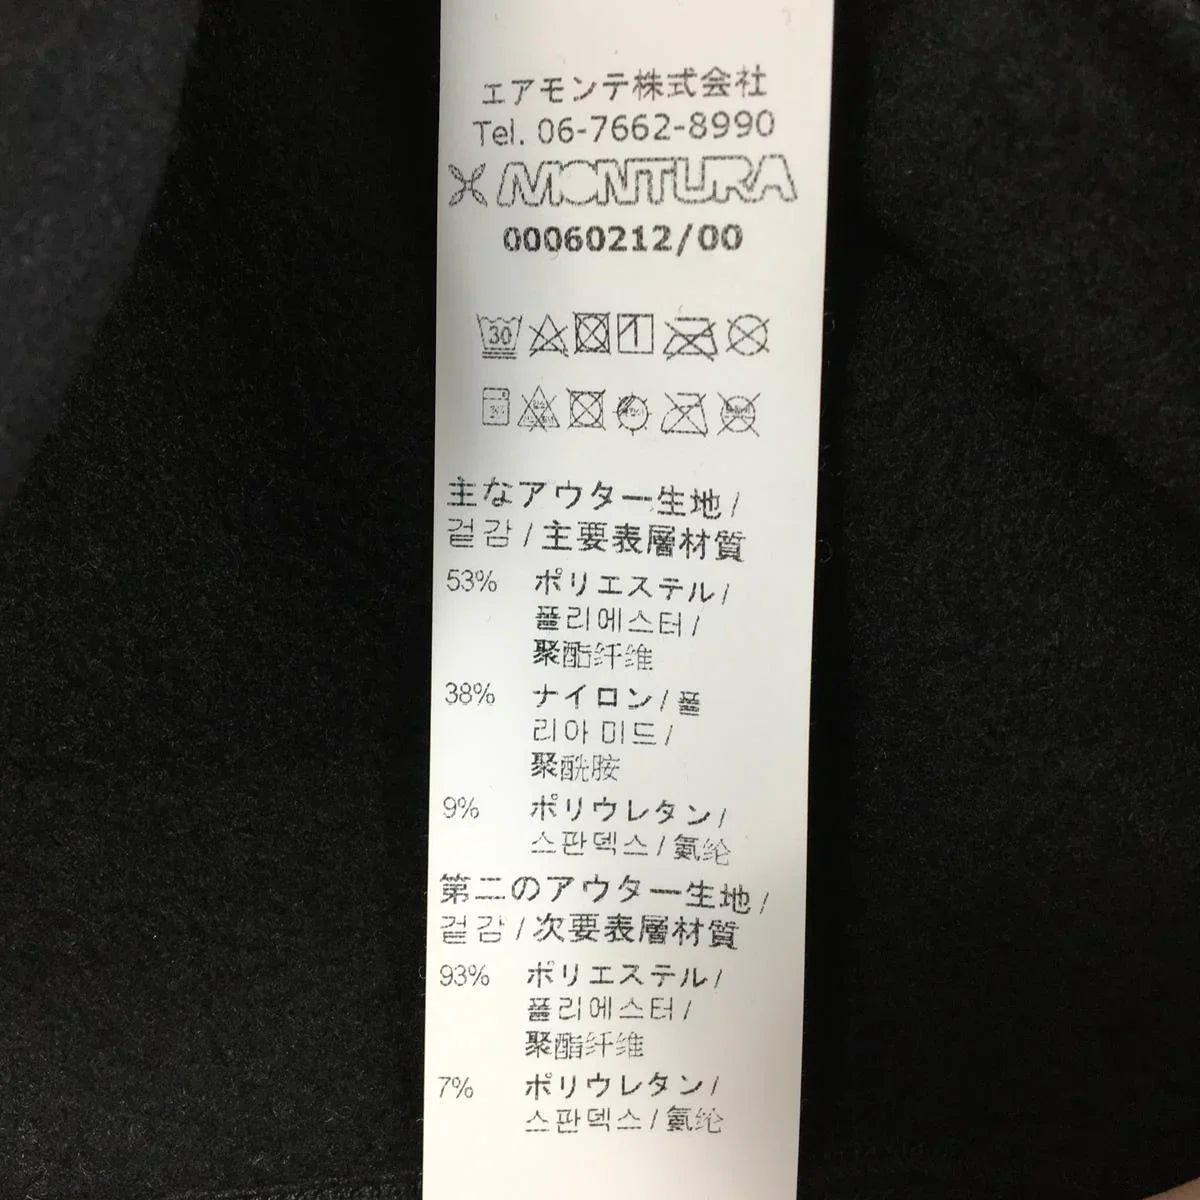 エアモンテ株式会社
Tel. 06-7662-8990
MONTURA
00060212/00
30
主なアウター生地/
겉감/主要表層材質
53% ポリエステル/
폴리에스터/
聚酯纤维
38% ナイロン/폴
리아미드/
聚酰胺
9% ポリウレタン/
스판덱스/氨纶
第二のアウター生地/
겉감/次要表層材質
93% ポリエステル/
폴리에스터/
聚酯纤维
7% ポリウレタン/
스판덱스/氨纶